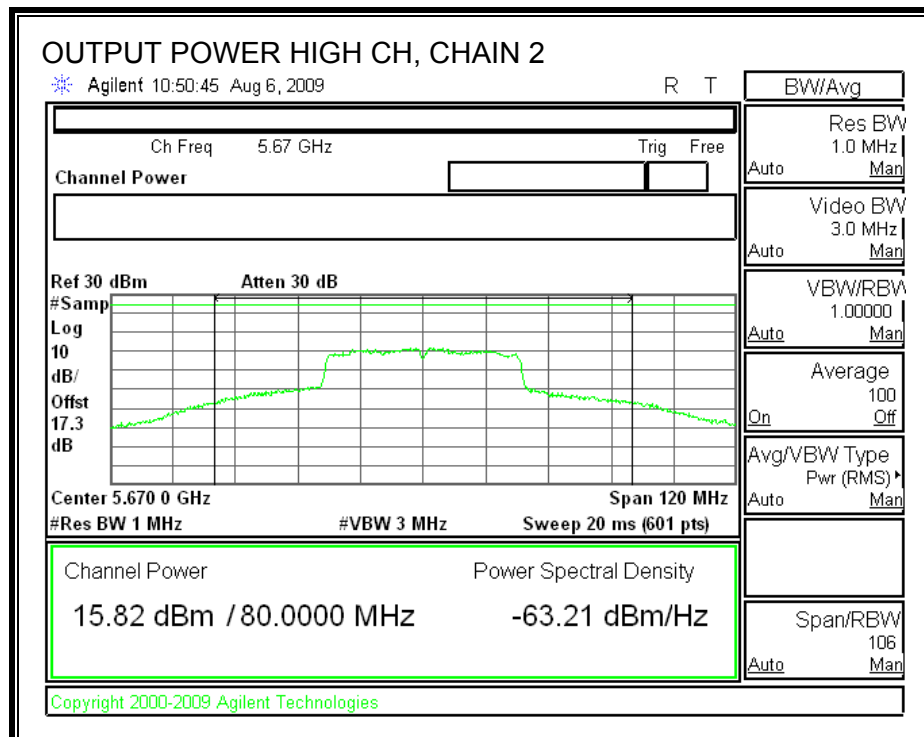 OUTPUT POWER HIGH CH, CHAIN 2
Agilent 10:50:45 Aug 6, 2009 R T
BW/Avg
Ch Freq 5.67 GHz Trig Free
Channel Power
Res BW
1.0 MHz
Auto Man
Video BW
3.0 MHz
Auto Man
Ref 30 dBm Atten 30 dB
#Samp
Log
10
dB/
Offst
17.3
dB
VBW/RBW
1.00000
Auto Man
Average
100
On Off
Avg/VBW Type
Pwr (RMS)
Auto Man
Center 5.670 0 GHz Span 120 MHz
#Res BW 1 MHz #VBW 3 MHz Sweep 20 ms (601 pts)
Channel Power Power Spectral Density
15.82 dBm / 80.0000 MHz -63.21 dBm/Hz
Span/RBW
106
Auto Man
Copyright 2000-2009 Agilent Technologies